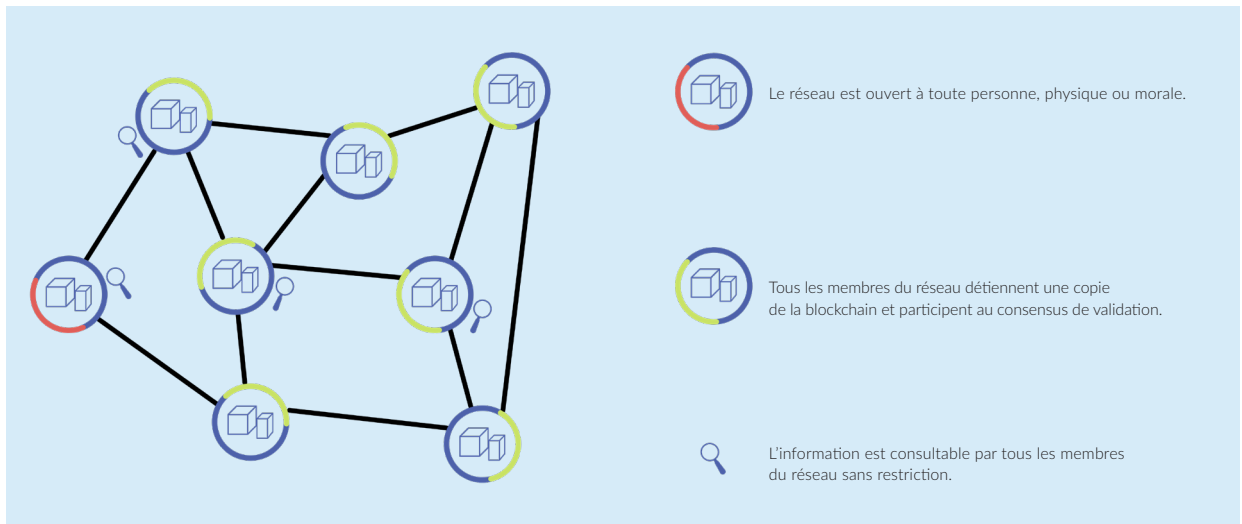 Le réseau est ouvert à toute personne, physique ou morale.
Tous les membres du réseau détiennent une copie
de la blockchain et participent au consensus de validation.
L’information est consultable par tous les membres
du réseau sans restriction.